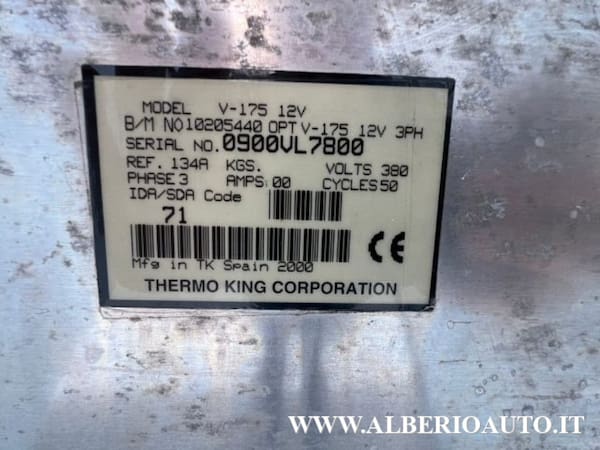 MODEL V-175 12V
B/M NO10205440 OPT V-175 12V 3PH
SERIAL NO. 0900VL7800
REF. 134A KGS. VOLTS 380
PHASE 3 AMPS 00 CYCLES 50
IDA/SDA Code
71
CE
Mfg in TK Spain 2000
THERMO KING CORPORATION
WWW.ALBERIOAUTO.IT